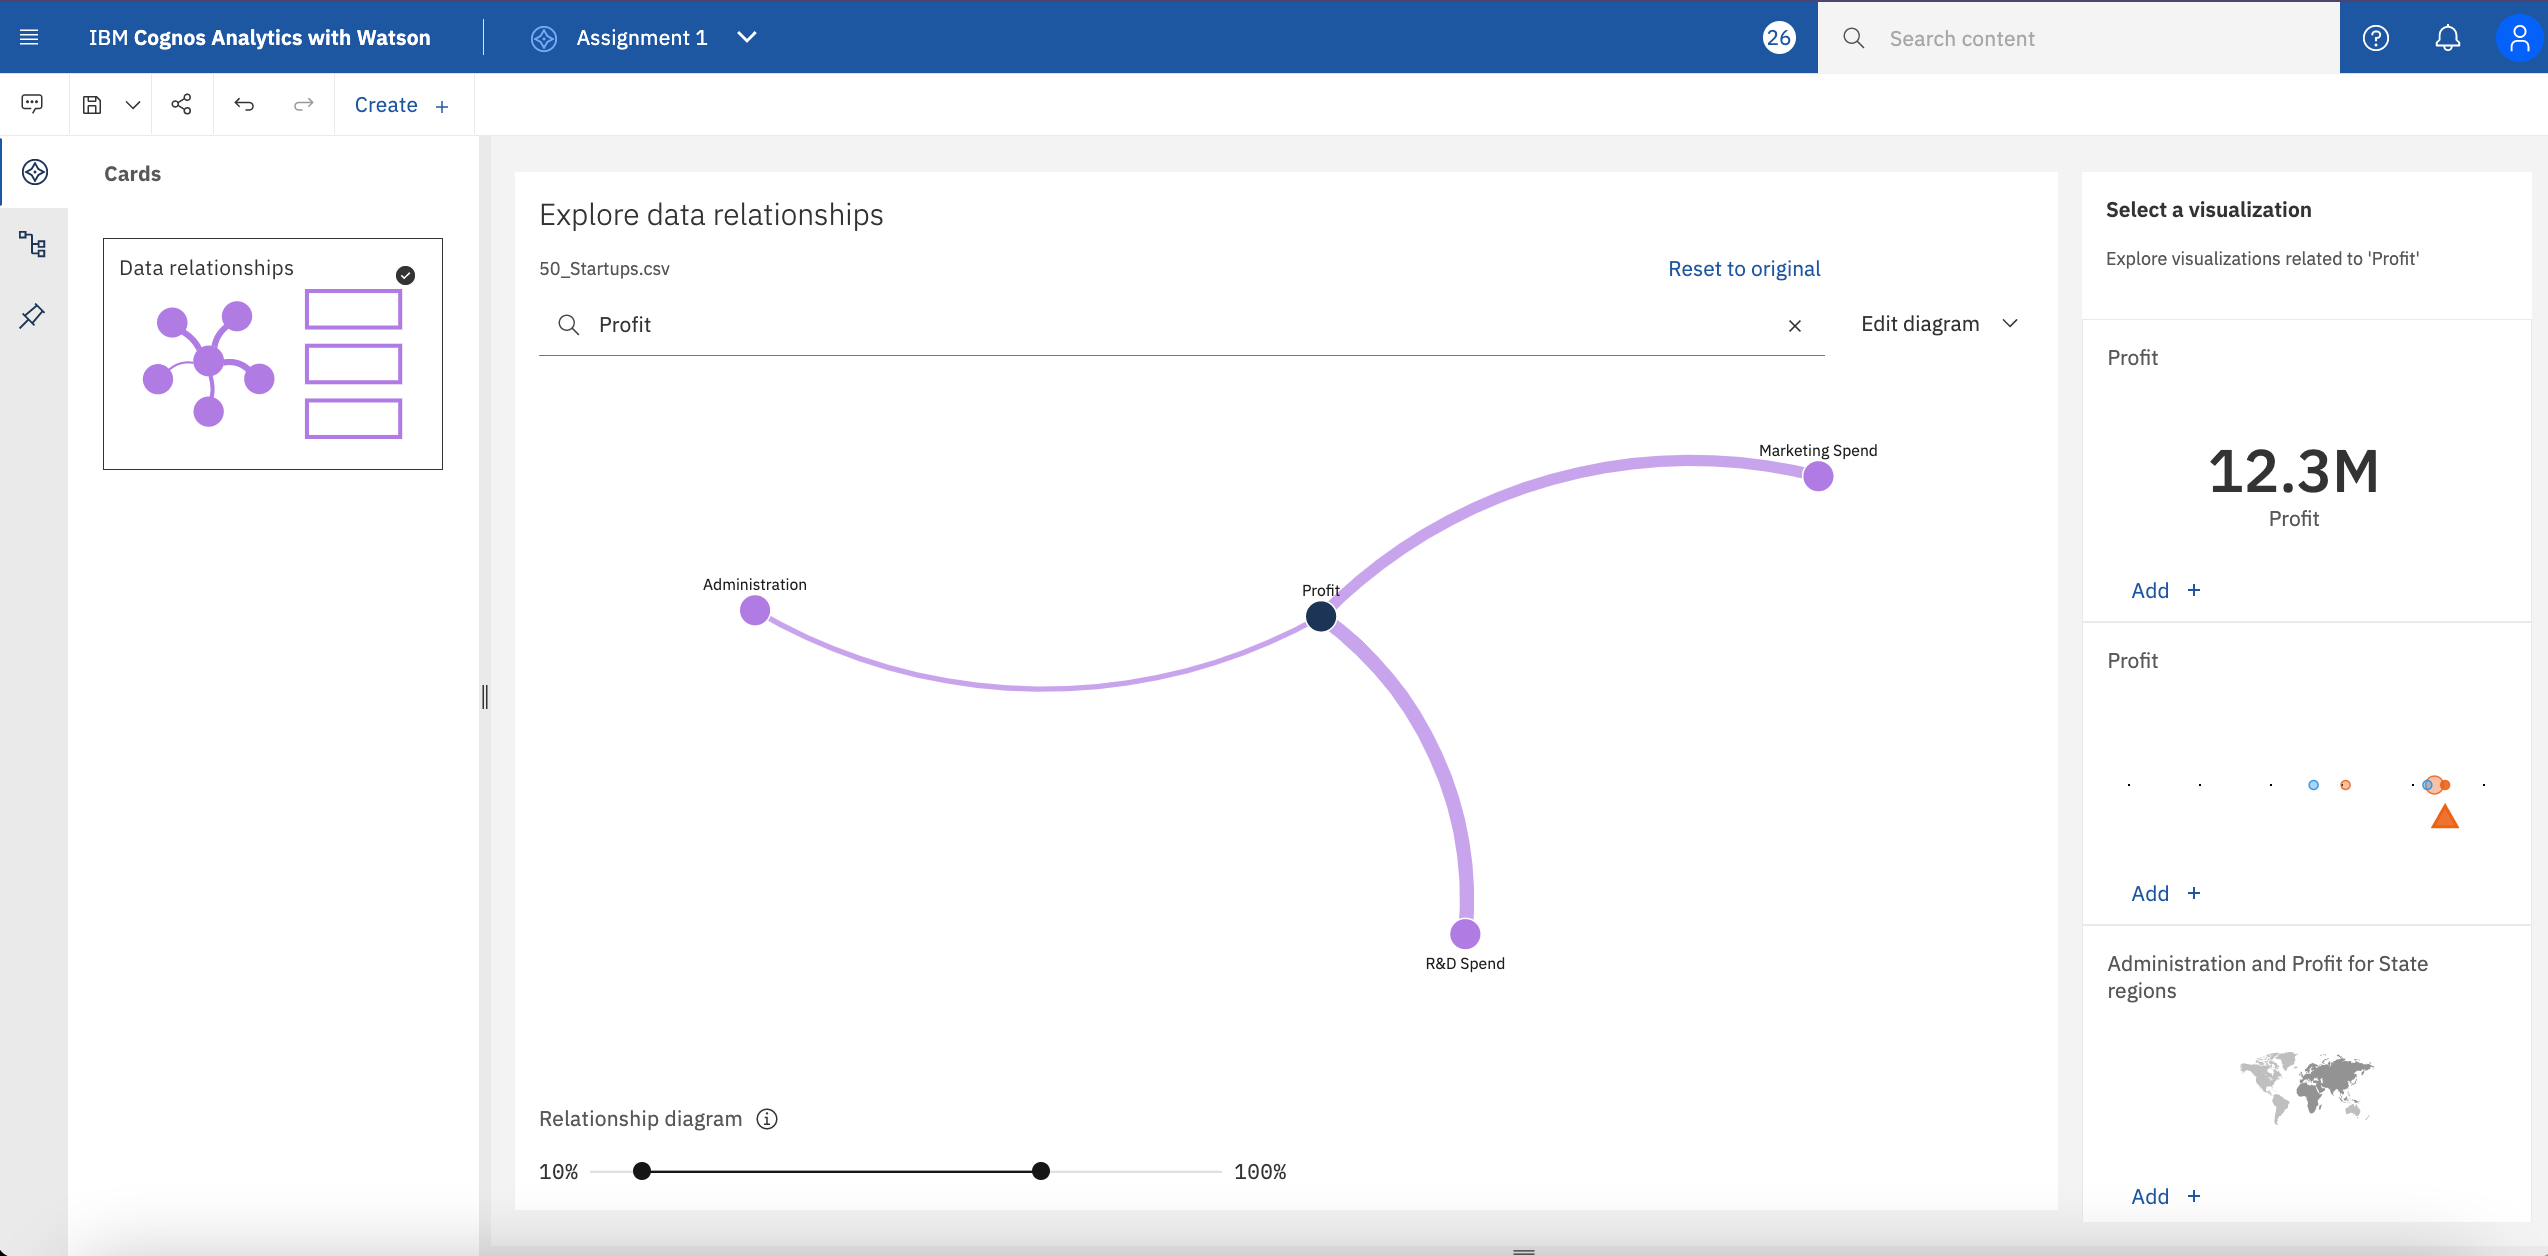 IBM Cognos Analytics with Watson
Assignment 1
26
Search content
Create +
Cards
Data relationships
Explore data relationships
50_Startups.csv
Reset to original
Profit
Edit diagram
Marketing Spend
Administration
Profit
R&D Spend
Relationship diagram
10%
100%
Select a visualization
Explore visualizations related to 'Profit'
Profit
12.3M
Profit
Add +
Profit
Add +
Administration and Profit for State
regions
Add +